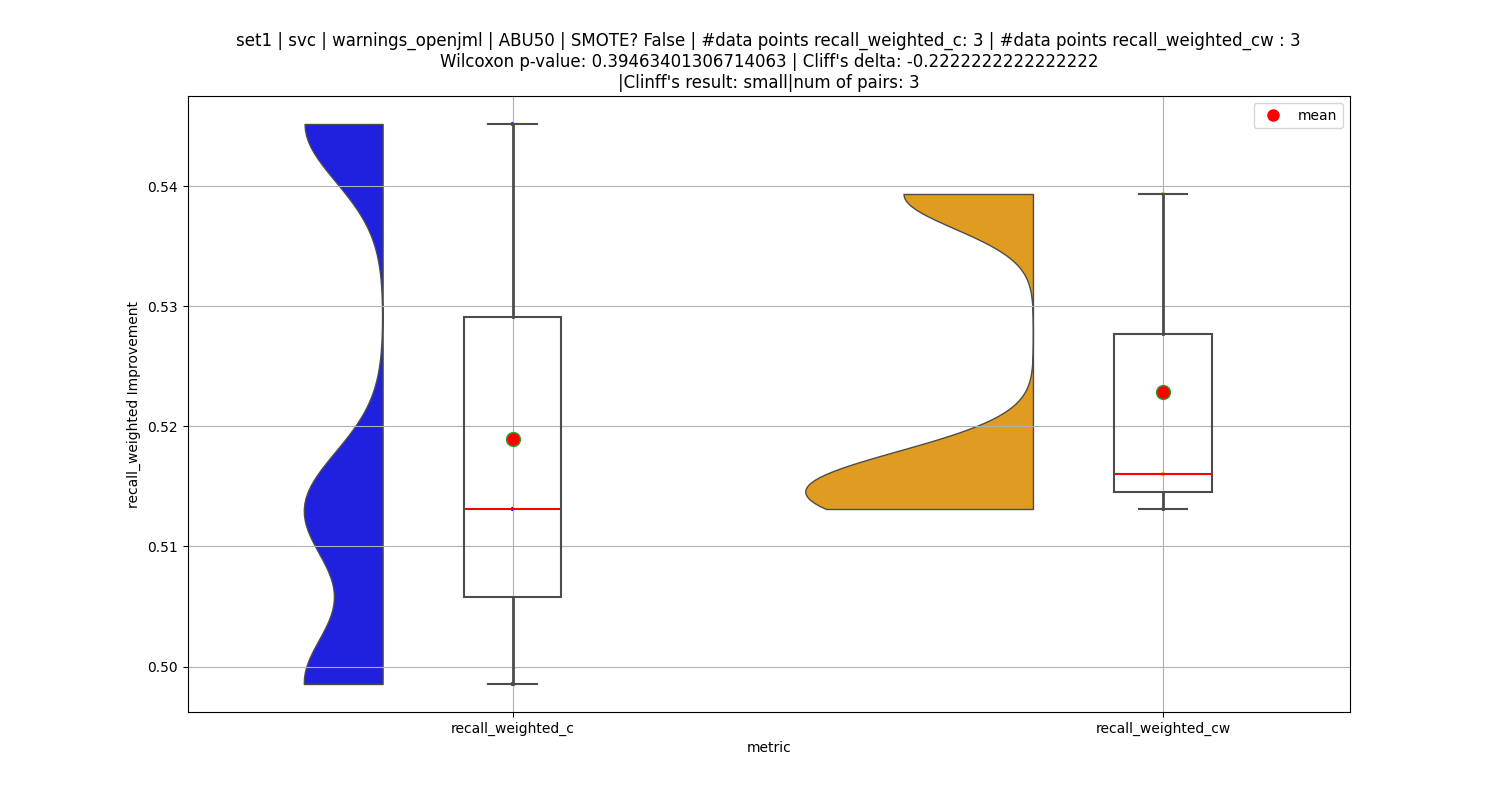 set1 | svc | warnings_openjml | ABU50 | SMOTE? False | #data points recall_weighted_c: 3 | #data points recall_weighted_cw : 3
Wilcoxon p-value: 0.39463401306714063 | Cliff's delta: -0.2222222222222222
|Clinff's result: small|num of pairs: 3
mean
0.54
0.53
0.52
0.51
0.50
recall_weighted Improvement
recall_weighted_c
recall_weighted_cw
metric